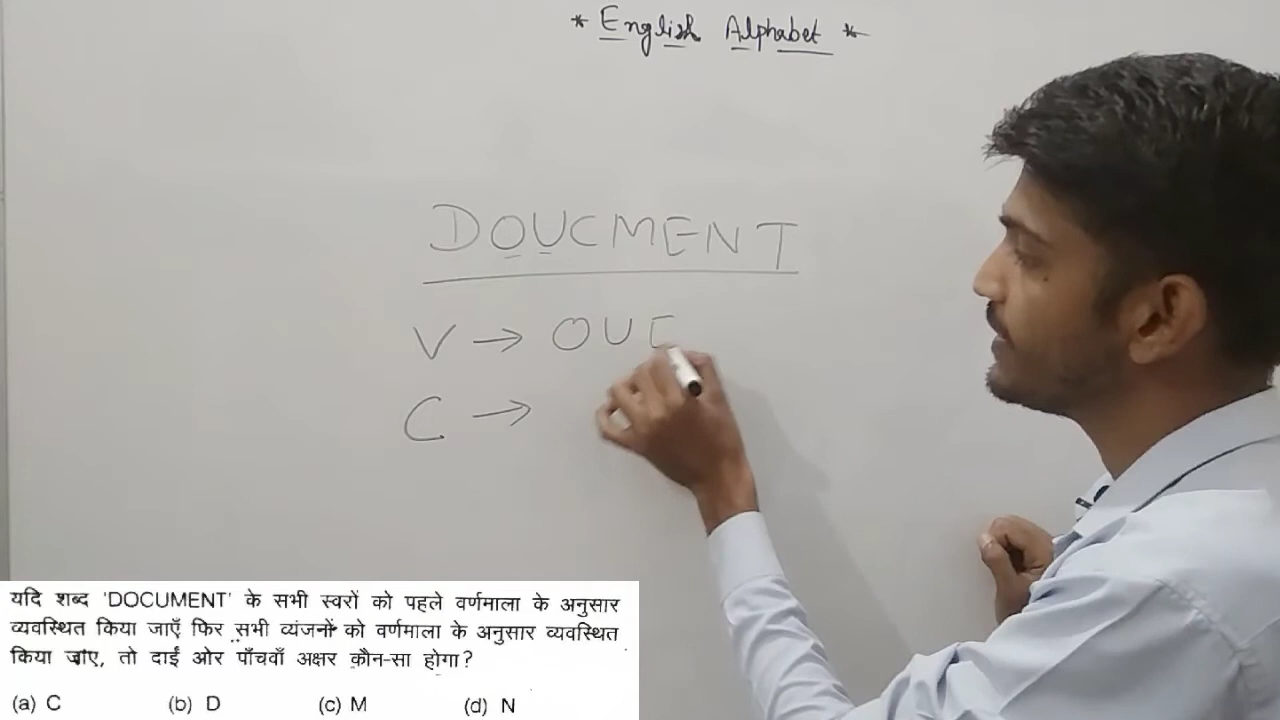 * English Alphabet *
DOUCMENT
V → OUE
C →
यदि शब्द 'DOCUMENT' के सभी स्वरों को पहले वर्णमाला के अनुसार
व्यवस्थित किया जाएँ फिर सभी व्यंजनों को वर्णमाला के अनुसार व्यवस्थित
किया जाए, तो दाईं ओर पाँचवाँ अक्षर कौन-सा होगा?
(a) C (b) D (c) M (d) N